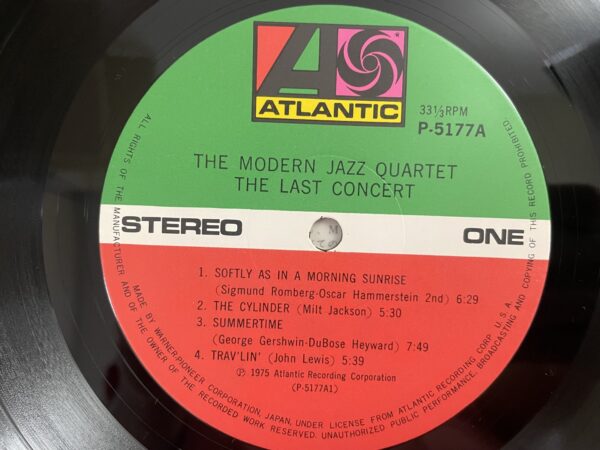 ATLANTIC
33⅓RPM
P-5177A
THE MODERN JAZZ QUARTET
THE LAST CONCERT
STEREO
ONE
1. SOFTLY AS IN A MORNING SUNRISE
(Sigmund Romberg-Oscar Hammerstein 2nd) 6:29
2. THE CYLINDER (Milt Jackson) 5:30
3. SUMMERTIME
(George Gershwin-DuBose Heyward) 7:49
4. TRAV'LIN' (John Lewis) 5:39
Ⓟ 1975 Atlantic Recording Corporation
(P-5177A1)
MADE BY WARNER-PIONEER CORPORATION, JAPAN, UNDER LICENSE FROM ATLANTIC RECORDING CORP. U.S.A.
ALL RIGHTS OF THE MANUFACTURER AND OF THE OWNER OF THE RECORDED WORK RESERVED. UNAUTHORIZED PUBLIC PERFORMANCE, BROADCASTING AND COPYING OF THIS RECORD PROHIBITED.